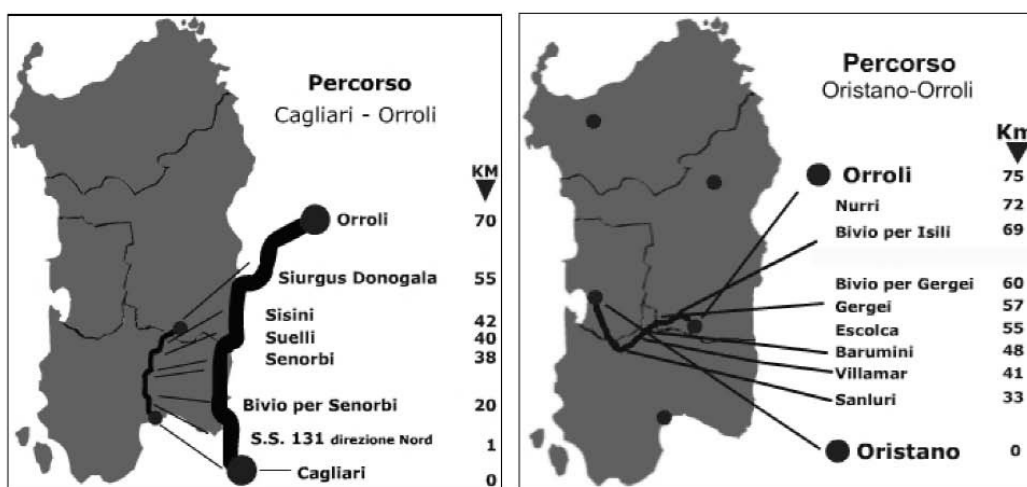 Percorso
Cagliari - Orroli
KM
Orroli 70
Siurgus Donogala 55
Sisini 42
Suelli 40
Senorbi 38
Bivio per Senorbi 20
S.S. 131 direzione Nord 1
Cagliari 0
Percorso
Oristano-Orroli
Km
Orroli 75
Nurri 72
Bivio per Isili 69
Bivio per Gergei 60
Gergei 57
Escolca 55
Barumini 48
Villamar 41
Sanluri 33
Oristano 0